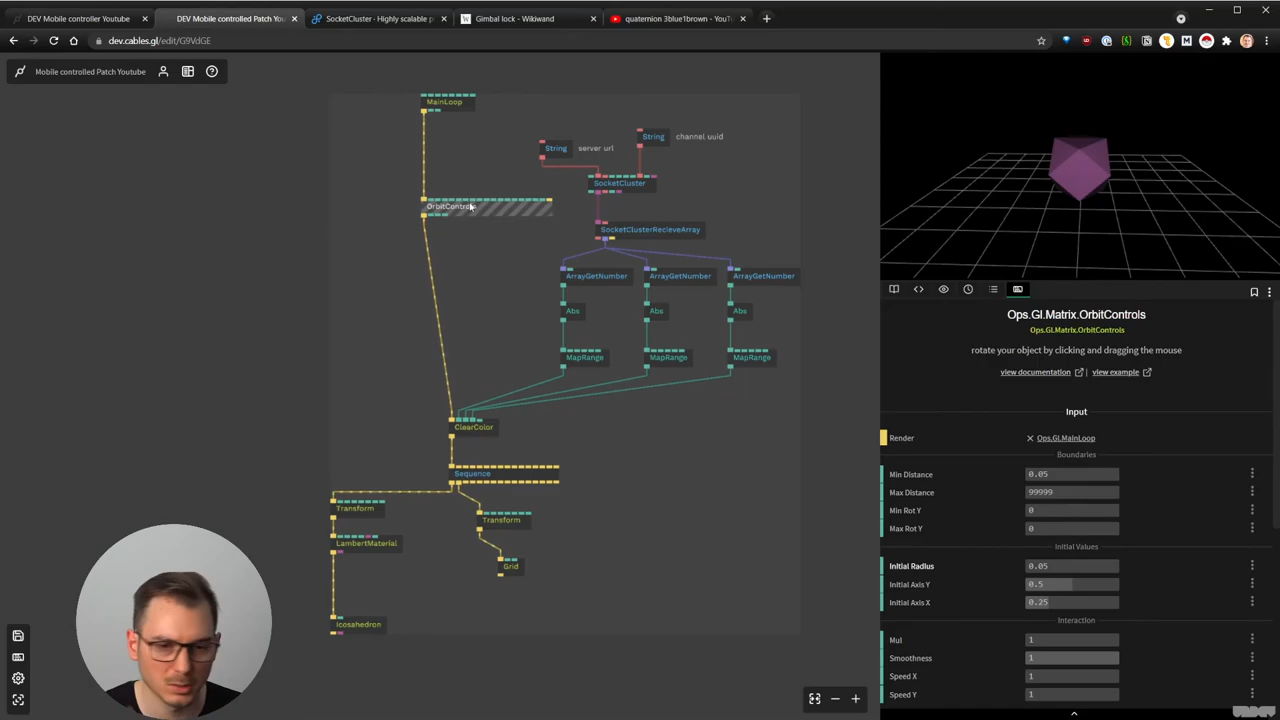 DEV Mobile controlled Patch Youtube
DEV Mobile controlled Patch You
SocketCluster · Highly scalable p
Gimbal lock - Wikiwand
quaternion 3blue1brown - YouT
dev.cables.gl/edit/G9VdGE
Mobile controlled Patch Youtube
MainLoop
String server url
String channel uuid
SocketCluster
OrbitControls
SocketClusterRecieveArray
ArrayGetNumber
ArrayGetNumber
ArrayGetNumber
Abs
Abs
Abs
MapRange
MapRange
MapRange
ClearColor
Sequence
Transform
Transform
LambertMaterial
Grid
Icosahedron
Ops.Gl.Matrix.OrbitControls
Ops.Gl.Matrix.OrbitControls
rotate your object by clicking and dragging the mouse
view documentation
view example
Input
Render Ops.Gl.MainLoop
Boundaries
Min Distance 0.05
Max Distance 99999
Min Rot Y 0
Max Rot Y 0
Initial Values
Initial Radius 0.05
Initial Axis Y 0.5
Initial Axis X 0.25
Interaction
Mul 1
Smoothness 1
Speed X 1
Speed Y 1